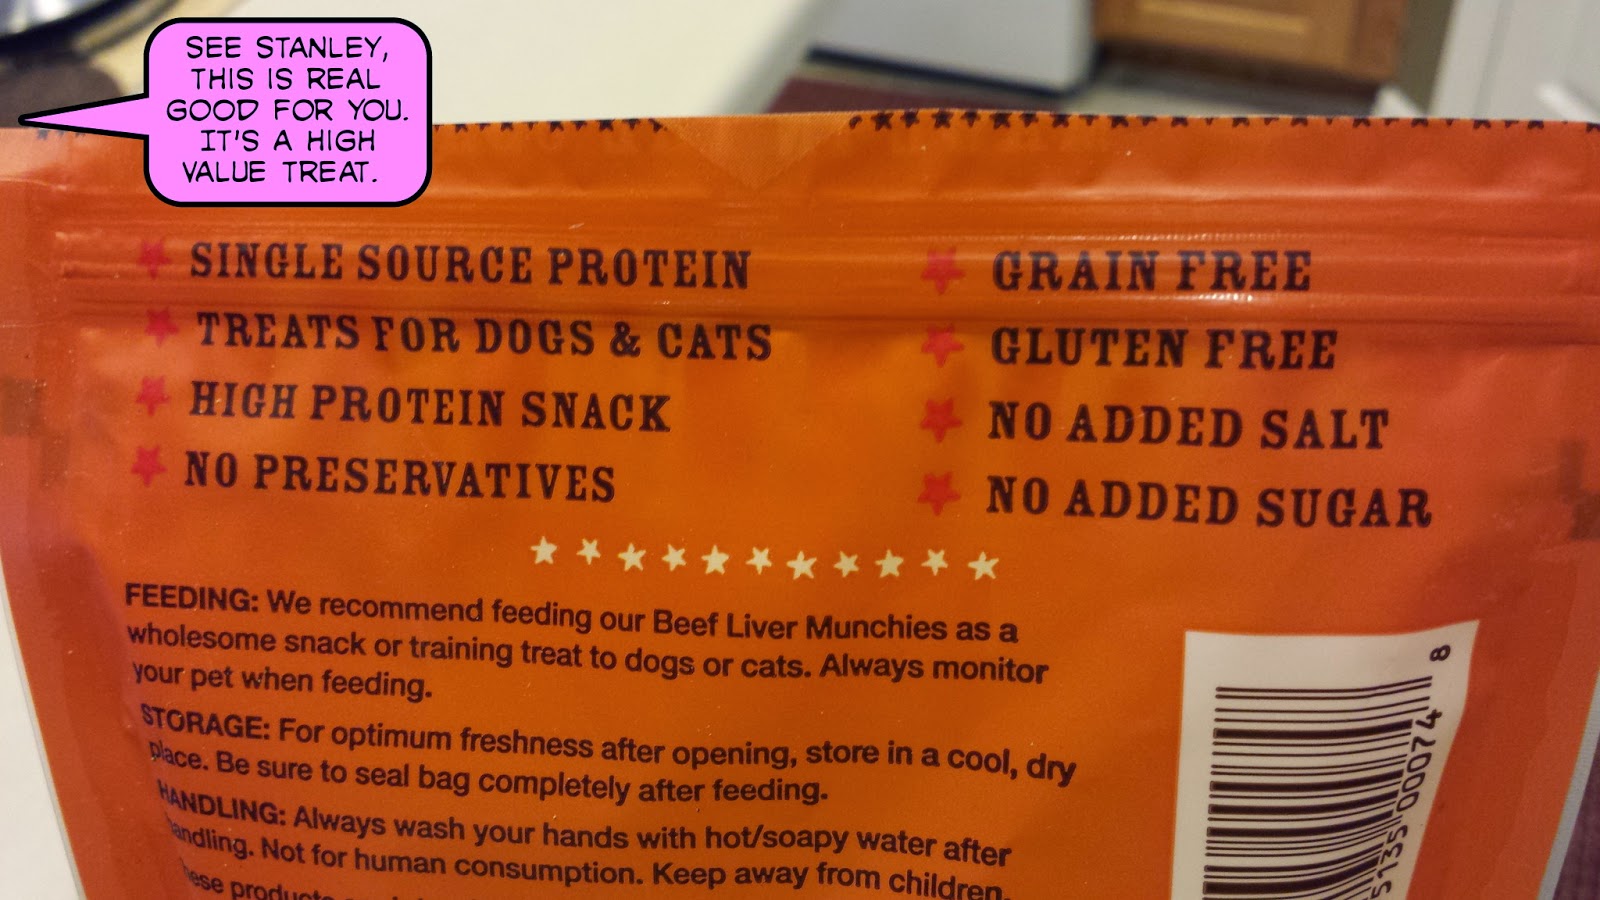 SEE STANLEY,
THIS IS REAL
GOOD FOR YOU.
IT'S A HIGH
VALUE TREAT.
SINGLE SOURCE PROTEIN
TREATS FOR DOGS & CATS
HIGH PROTEIN SNACK
NO PRESERVATIVES
GRAIN FREE
GLUTEN FREE
NO ADDED SALT
NO ADDED SUGAR
FEEDING: We recommend feeding our Beef Liver Munchies as a
wholesome snack or training treat to dogs or cats. Always monitor
your pet when feeding.
STORAGE: For optimum freshness after opening, store in a cool, dry
place. Be sure to seal bag completely after feeding.
HANDLING: Always wash your hands with hot/soapy water after
handling. Not for human consumption. Keep away from children.
products
5135 00074 8